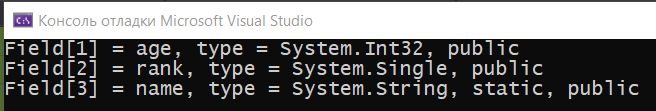 Консоль отладки Microsoft Visual Studio
Field[1] = age, type = System.Int32, public
Field[2] = rank, type = System.Single, public
Field[3] = name, type = System.String, static, public